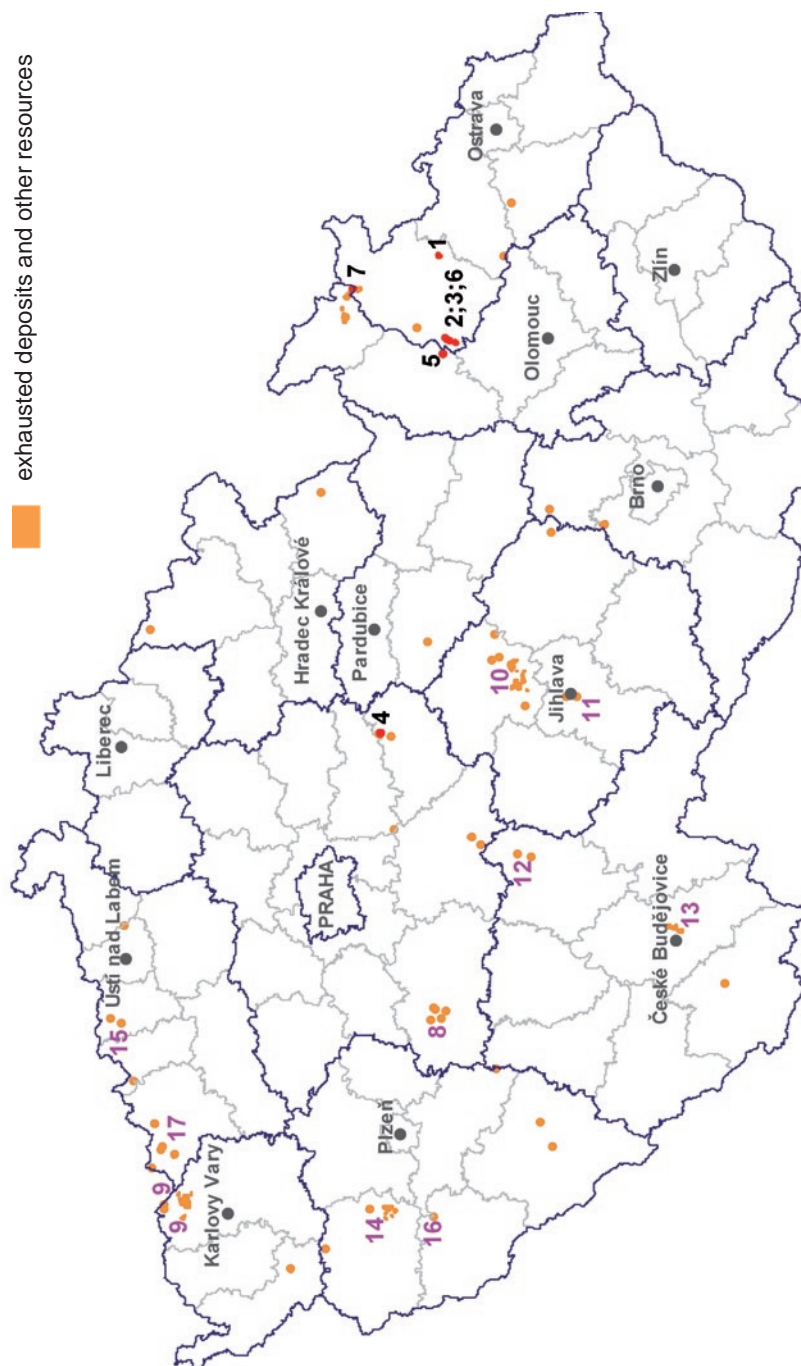 exhausted deposits and other resources
Liberec
Ústí nad Labem
15
9
17
9
Karlovy Vary
Hradec Králové
PRAHA
7
Pardubice
14
4
Plzeň
5
16
8
1
2;3;6
Ostrava
10
12
Olomouc
Jihlava
11
Brno
České Budějovice
Zlín
13